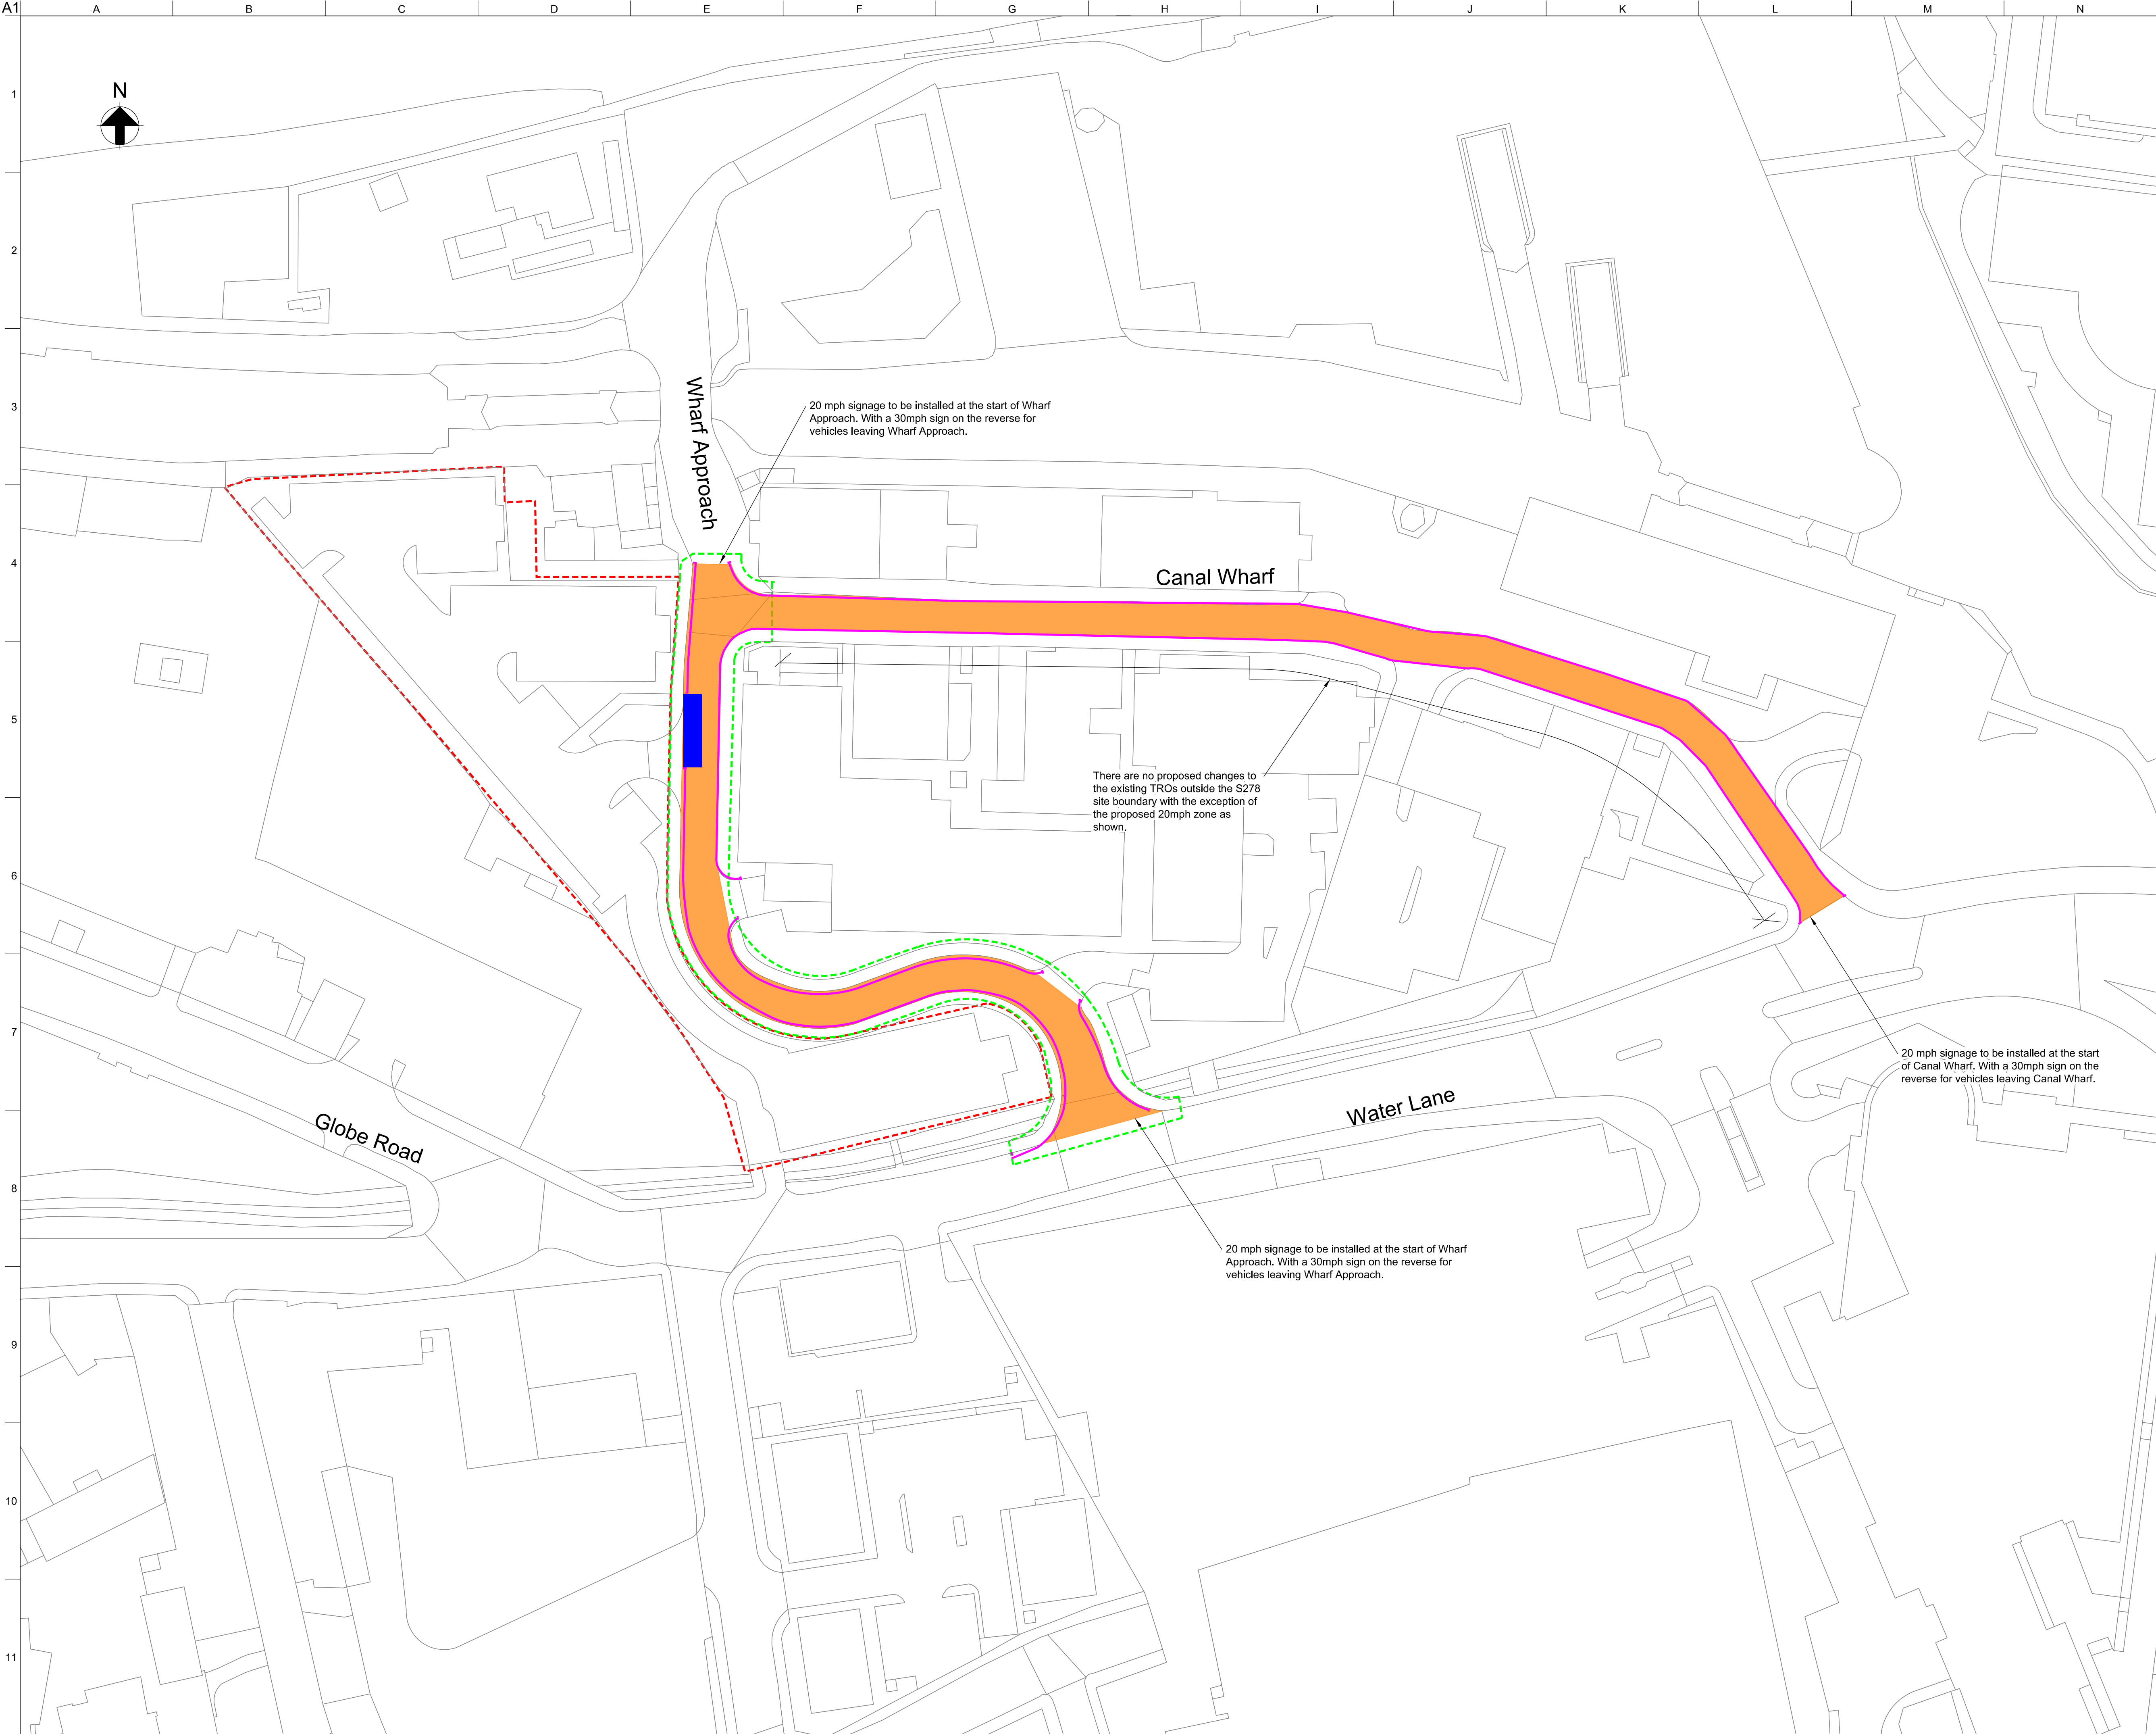 A1
A B C D E F G H I J K L M N
N
1
2
3
4
5
6
7
8
9
10
11
Wharf Approach
20 mph signage to be installed at the start of Wharf
Approach. With a 30mph sign on the reverse for
vehicles leaving Wharf Approach.
Canal Wharf
There are no proposed changes to
the existing TROs outside the S278
site boundary with the exception of
the proposed 20mph zone as
shown.
20 mph signage to be installed at the start
of Canal Wharf. With a 30mph sign on the
reverse for vehicles leaving Canal Wharf.
Water Lane
Globe Road
20 mph signage to be installed at the start of Wharf
Approach. With a 30mph sign on the reverse for
vehicles leaving Wharf Approach.